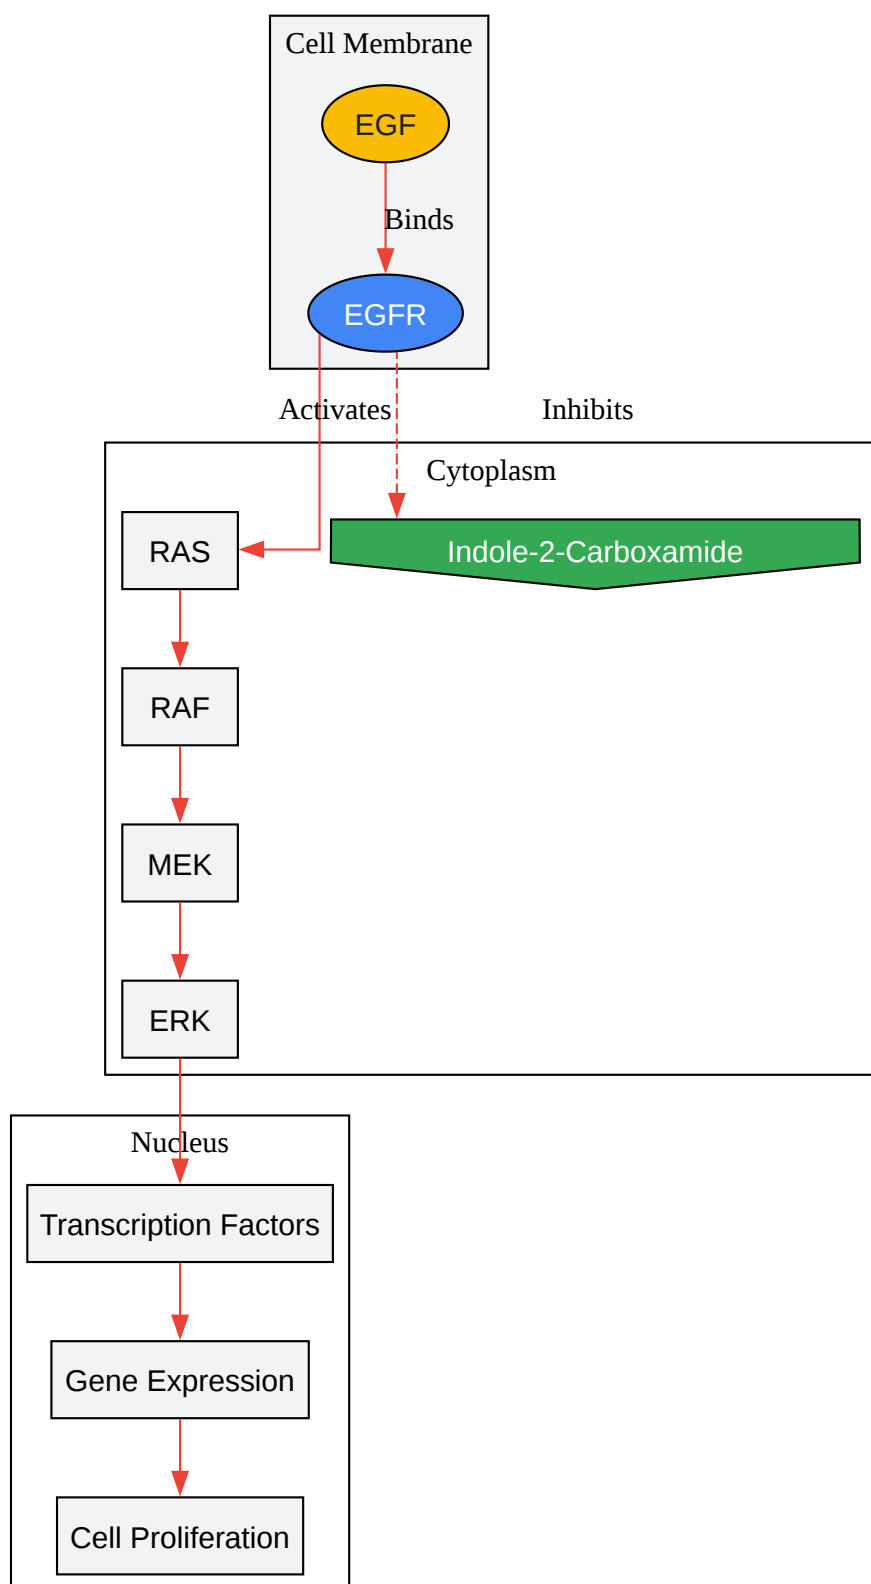 Cell Membrane
EGF
Binds
EGFR
Activates
Inhibits
Cytoplasm
RAS
Indole-2-Carboxamide
RAF
MEK
ERK
Nucleus
Transcription Factors
Gene Expression
Cell Proliferation